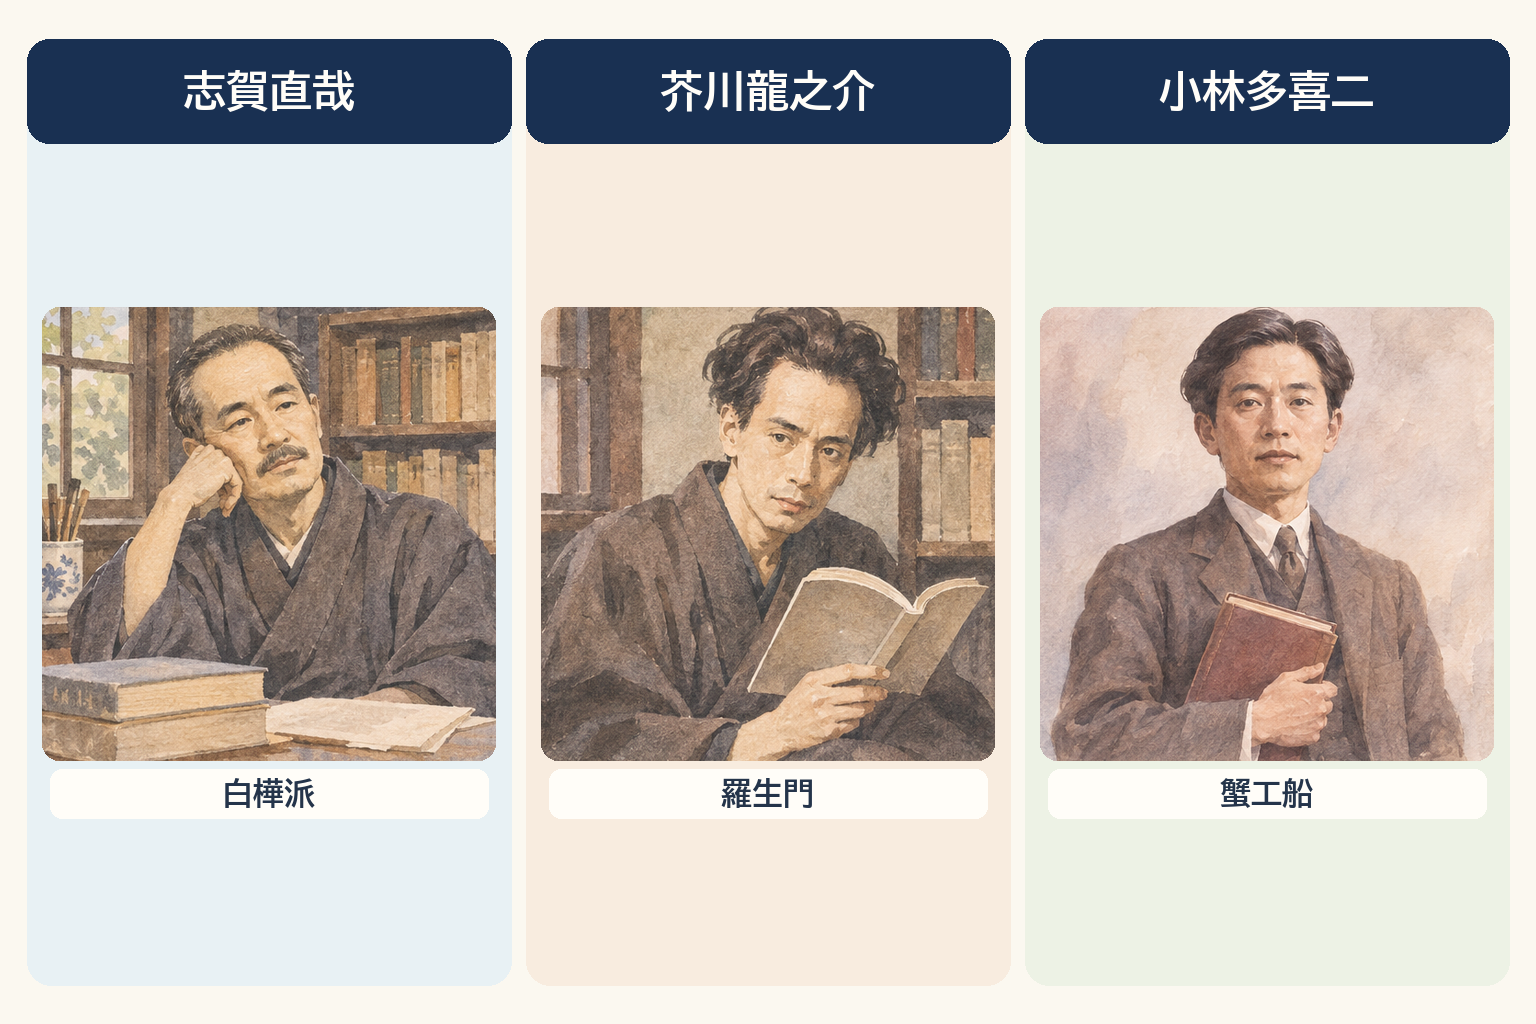 志賀直哉
芥川龍之介
小林多喜二
白樺派
羅生門
蟹工船